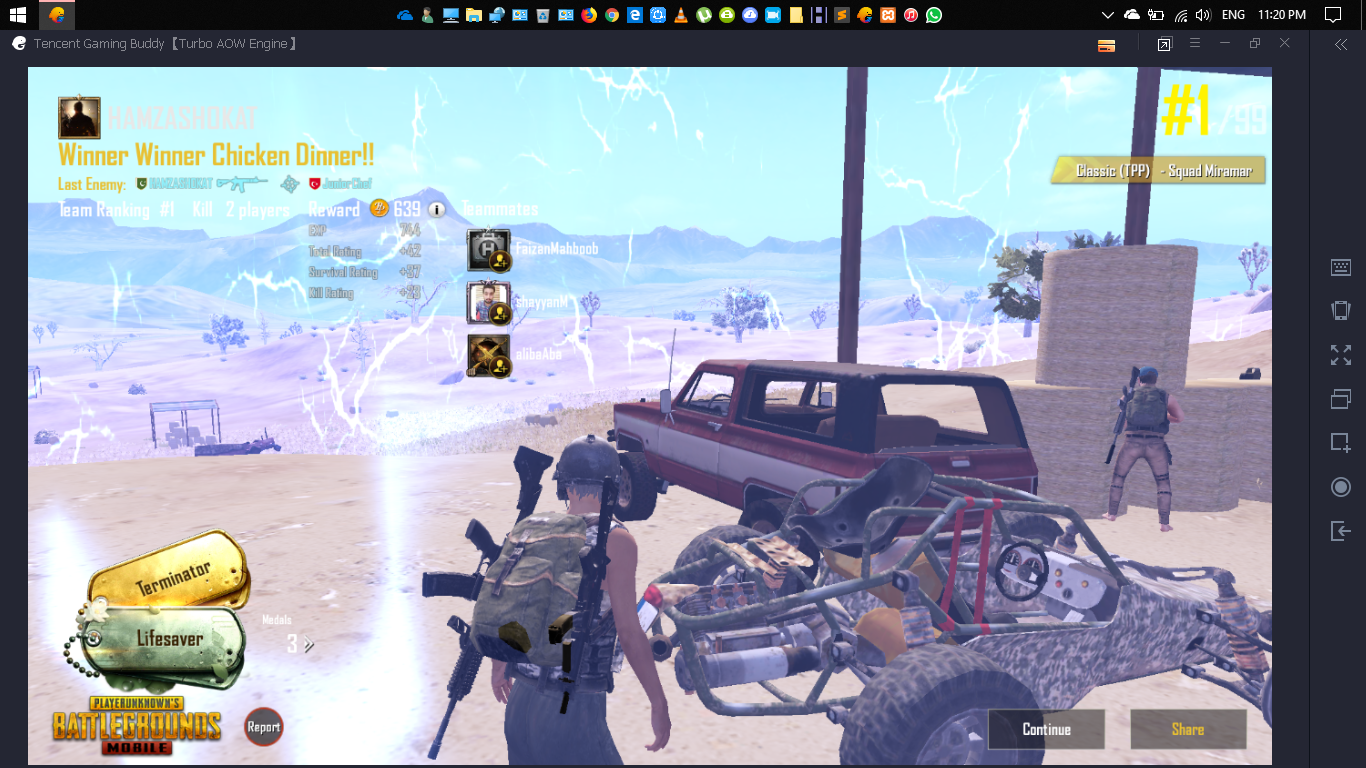 ENG 11:20 PM
Tencent Gaming Buddy【Turbo AOW Engine】
HAMZASHOKAT
#1 /99
Winner Winner Chicken Dinner!!
Classic (TPP) - Squad Miramar
Last Enemy: HAMZASHOKAT JuniorChef
Team Ranking #1 Kill 2 players Reward 639 Teammates
EXP 744
Total Rating +42
Survival Rating +37
Kill Rating
FaizanMahboob
shayyanM
alibaAba
Terminator
Lifesaver
Medals
3
PLAYERUNKNOWN'S
BATTLEGROUNDS
MOBILE
Report
Continue
Share